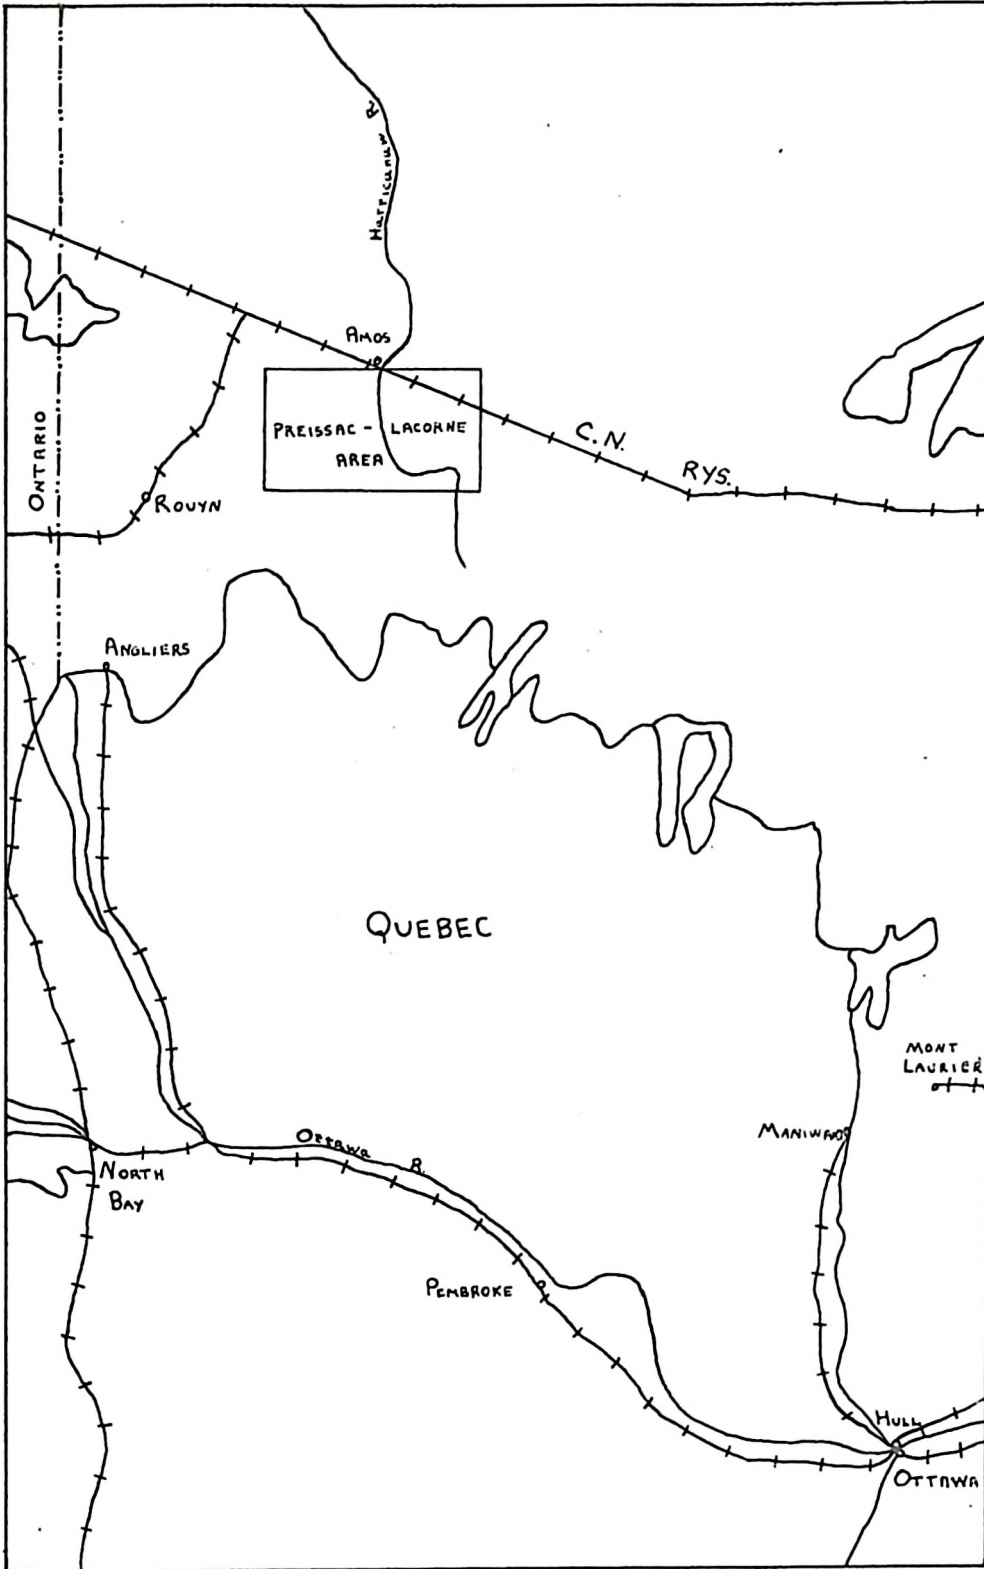 Harricanaw R.
Amos
Preissac - Lacorne
Area
C.N.
Rys.
Ontario
Rouyn
Angliers
Quebec
Mont
Laurier
Maniwaki
Ottawa R.
North
Bay
Pembroke
Hull
Ottawa